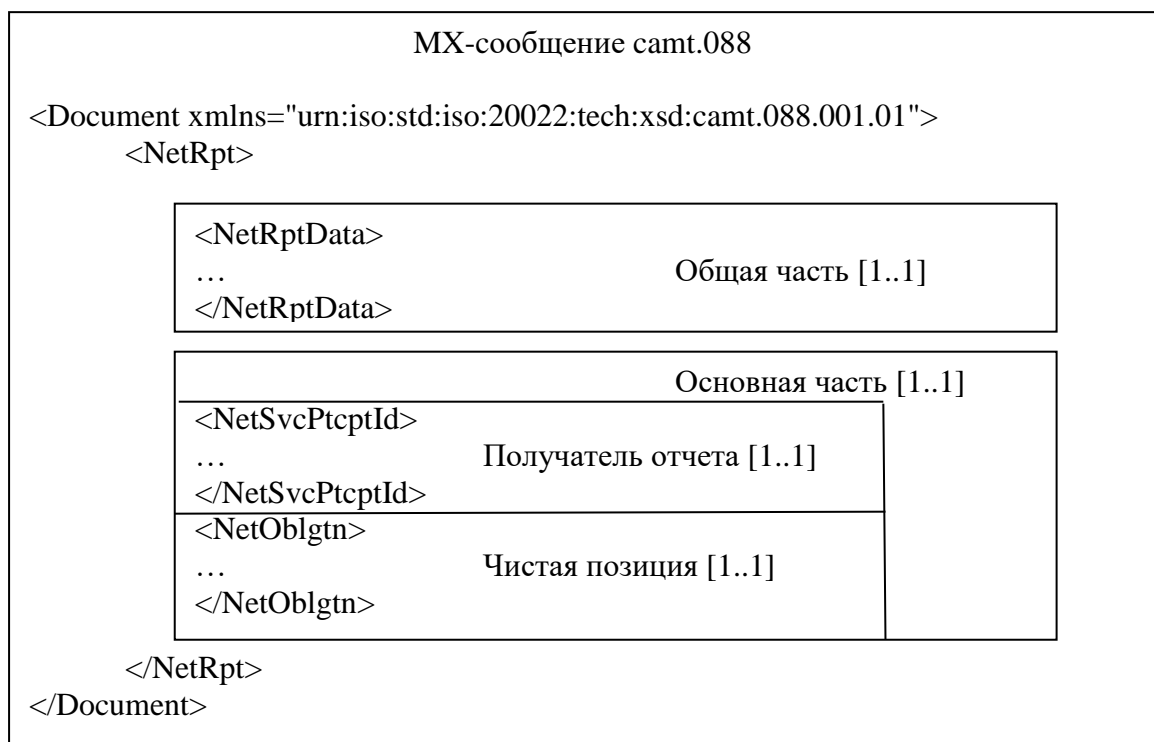 MX-сообщение camt.088
<Document xmlns="urn:iso:std:iso:20022:tech:xsd:camt.088.001.01">
<NetRpt>
<NetRptData>
… Общая часть [1..1]
</NetRptData>
Основная часть [1..1]
<NetSvcPtcptId>
… Получатель отчета [1..1]
</NetSvcPtcptId>
<NetOblgtn>
… Чистая позиция [1..1]
</NetOblgtn>
</NetRpt>
</Document>